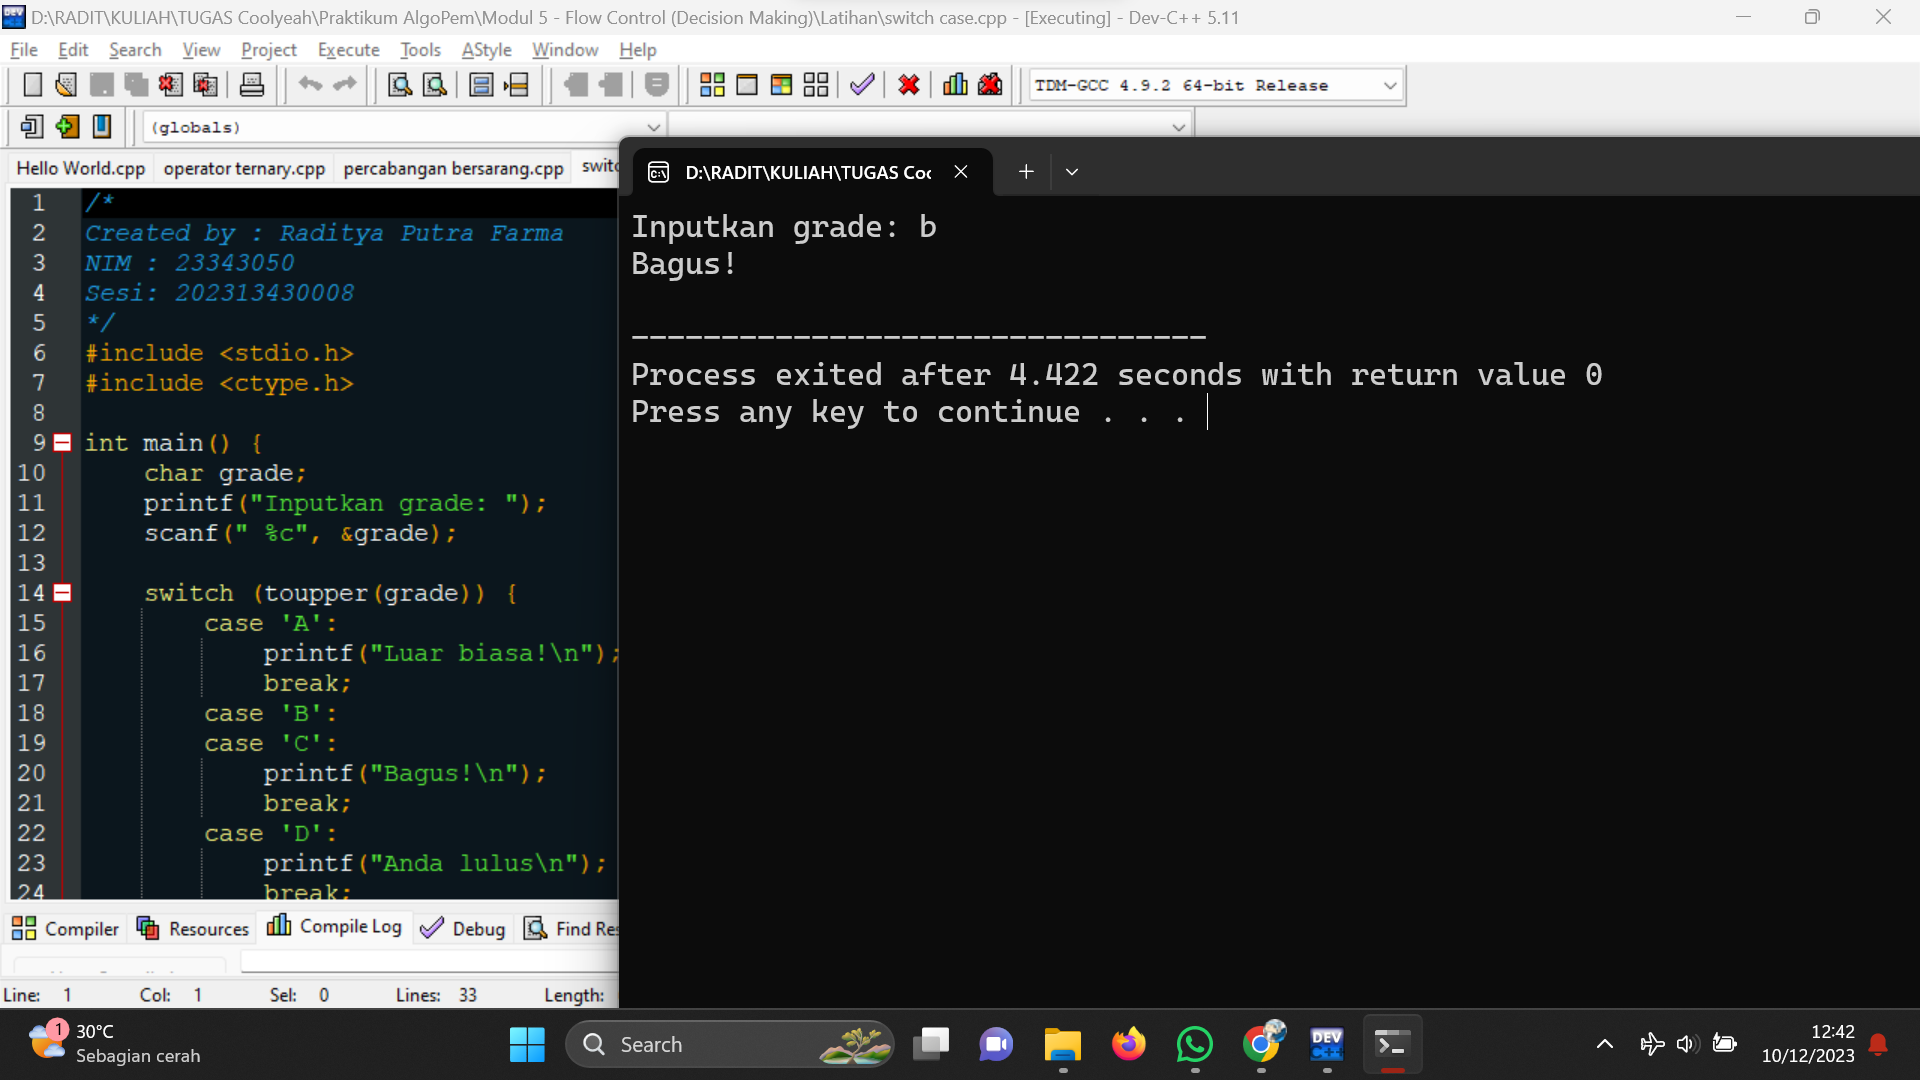 D:\RADIT\KULIAH\TUGAS Coolyeah\Praktikum AlgoPem\Modul 5 - Flow Control (Decision Making)\Latihan\switch case.cpp - [Executing] - Dev-C++ 5.11
File Edit Search View Project Execute Tools AStyle Window Help
TDM-GCC 4.9.2 64-bit Release
(globals)
Hello World.cpp operator ternary.cpp percabangan bersarang.cpp
D:\RADIT\KULIAH\TUGAS
1 /*
2 Created by : Raditya Putra Farma
3 NIM : 23343050
4 Sesi: 202313430008
5 */
6 #include <stdio.h>
7 #include <ctype.h>
8
9 int main() {
10 char grade;
11 printf("Inputkan grade: ");
12 scanf(" %c", &grade);
13
14 switch (toupper(grade)) {
15 case 'A':
16 printf("Luar biasa!\n");
17 break;
18 case 'B':
19 case 'C':
20 printf("Bagus!\n");
21 break;
22 case 'D':
23 printf("Anda lulus\n");
24 break;
Inputkan grade: b
Bagus!
--------------------------------
Process exited after 4.422 seconds with return value 0
Press any key to continue . . .
Compiler Resources Compile Log Debug Find
Line: 1 Col: 1 Sel: 0 Lines: 33 Length:
1
30°C
Sebagian cerah
Search
DEV
C++
12:42
10/12/2023